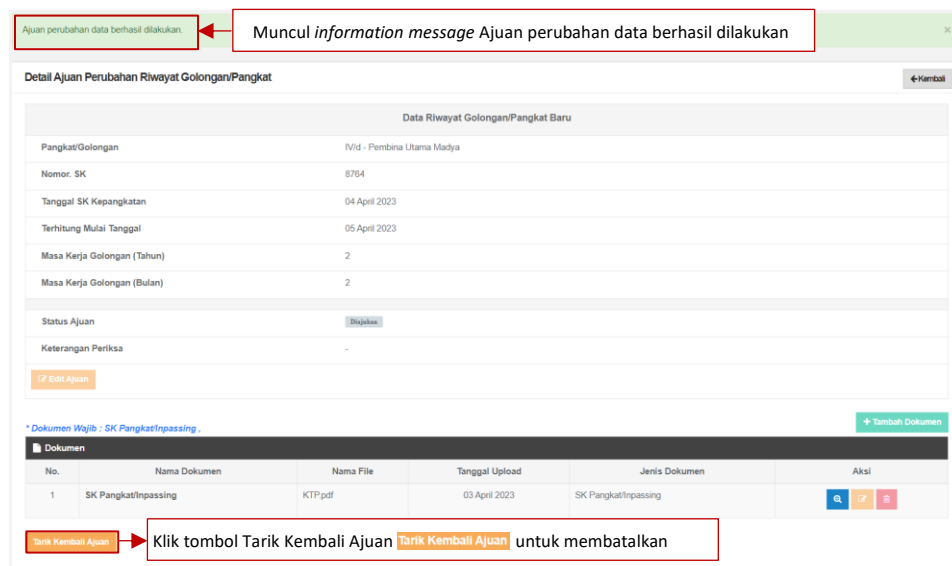 Ajuan perubahan data berhasil dilakukan.
Muncul information message Ajuan perubahan data berhasil dilakukan
×
Detail Ajuan Perubahan Riwayat Golongan/Pangkat
Kembali
Data Riwayat Golongan/Pangkat Baru
Pangkat/Golongan IV/d - Pembina Utama Madya
Nomor. SK 8764
Tanggal SK Kepangkatan 04 April 2023
Terhitung Mulai Tanggal 05 April 2023
Masa Kerja Golongan (Tahun) 2
Masa Kerja Golongan (Bulan) 2
Status Ajuan Diajukan
Keterangan Periksa -
Edit Ajuan
+ Tambah Dokumen
* Dokumen Wajib : SK Pangkat/Inpassing ,
Dokumen
No. Nama Dokumen Nama File Tanggal Upload Jenis Dokumen Aksi
1 SK Pangkat/Inpassing KTP.pdf 03 April 2023 SK Pangkat/Inpassing
Tarik Kembali Ajuan
Klik tombol Tarik Kembali Ajuan Tarik Kembali Ajuan untuk membatalkan